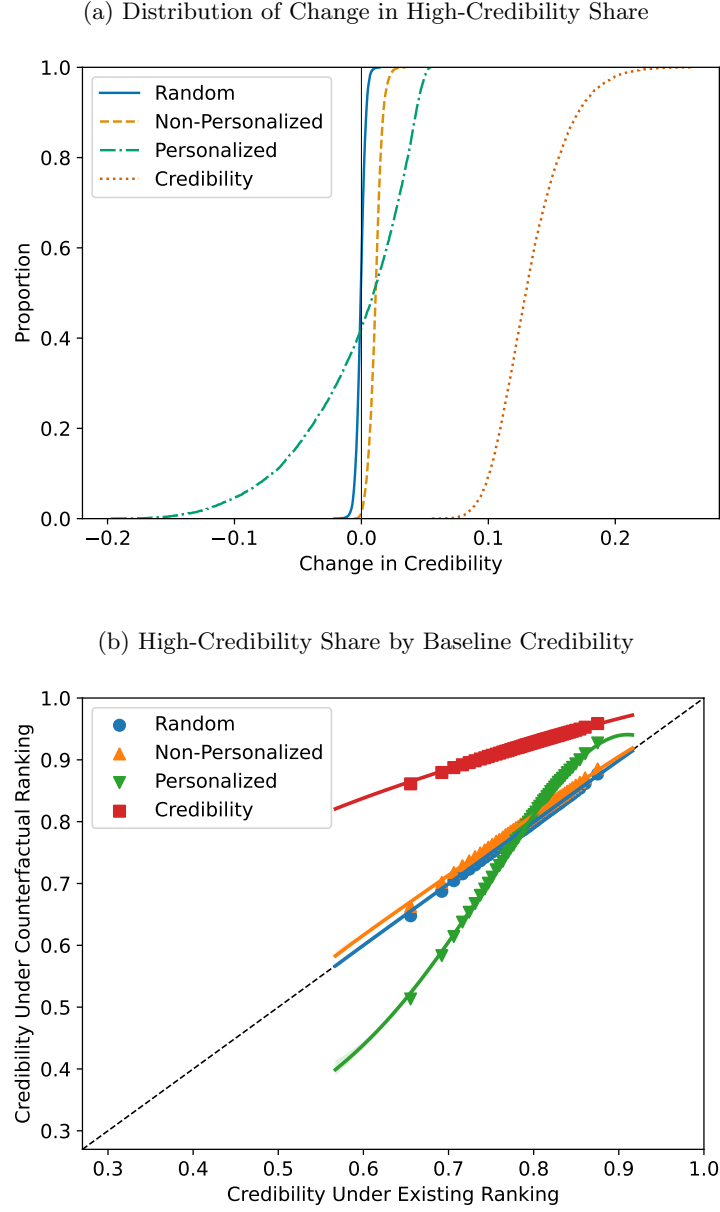 (a) Distribution of Change in High-Credibility Share
1.0
0.8
0.6
0.4
0.2
0.0
Proportion
Random
Non-Personalized
Personalized
Credibility
−0.2
−0.1
0.0
0.1
0.2
Change in Credibility
(b) High-Credibility Share by Baseline Credibility
1.0
0.9
0.8
0.7
0.6
0.5
0.4
0.3
Credibility Under Counterfactual Ranking
Random
Non-Personalized
Personalized
Credibility
0.3
0.4
0.5
0.6
0.7
0.8
0.9
1.0
Credibility Under Existing Ranking